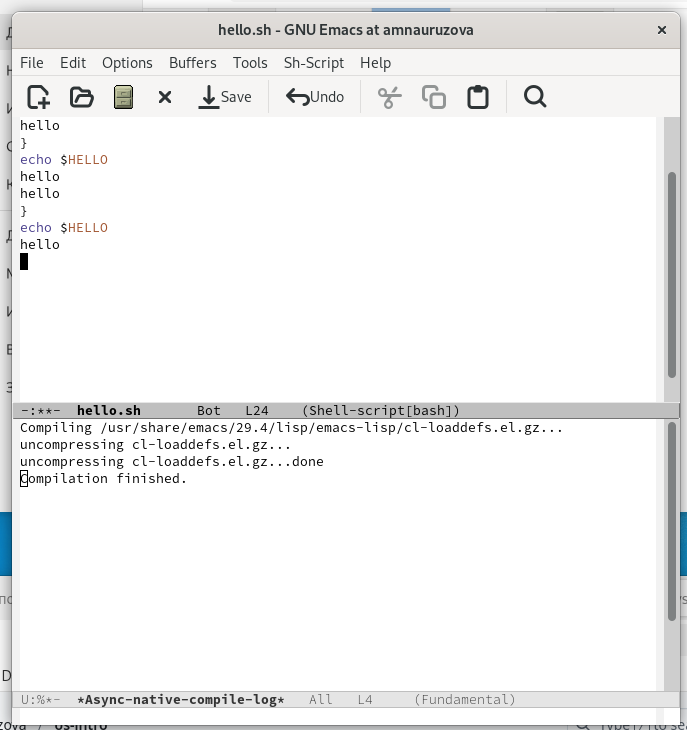 hello.sh - GNU Emacs at amnauruzova
File Edit Options Buffers Tools Sh-Script Help
Save Undo
hello
}
echo $HELLO
hello
hello
}
echo $HELLO
hello
-:**- hello.sh Bot L24 (Shell-script[bash])
Compiling /usr/share/emacs/29.4/lisp/emacs-lisp/cl-loaddefs.el.gz...
uncompressing cl-loaddefs.el.gz...
uncompressing cl-loaddefs.el.gz...done
Compilation finished.
U:%*- *Async-native-compile-log* All L4 (Fundamental)